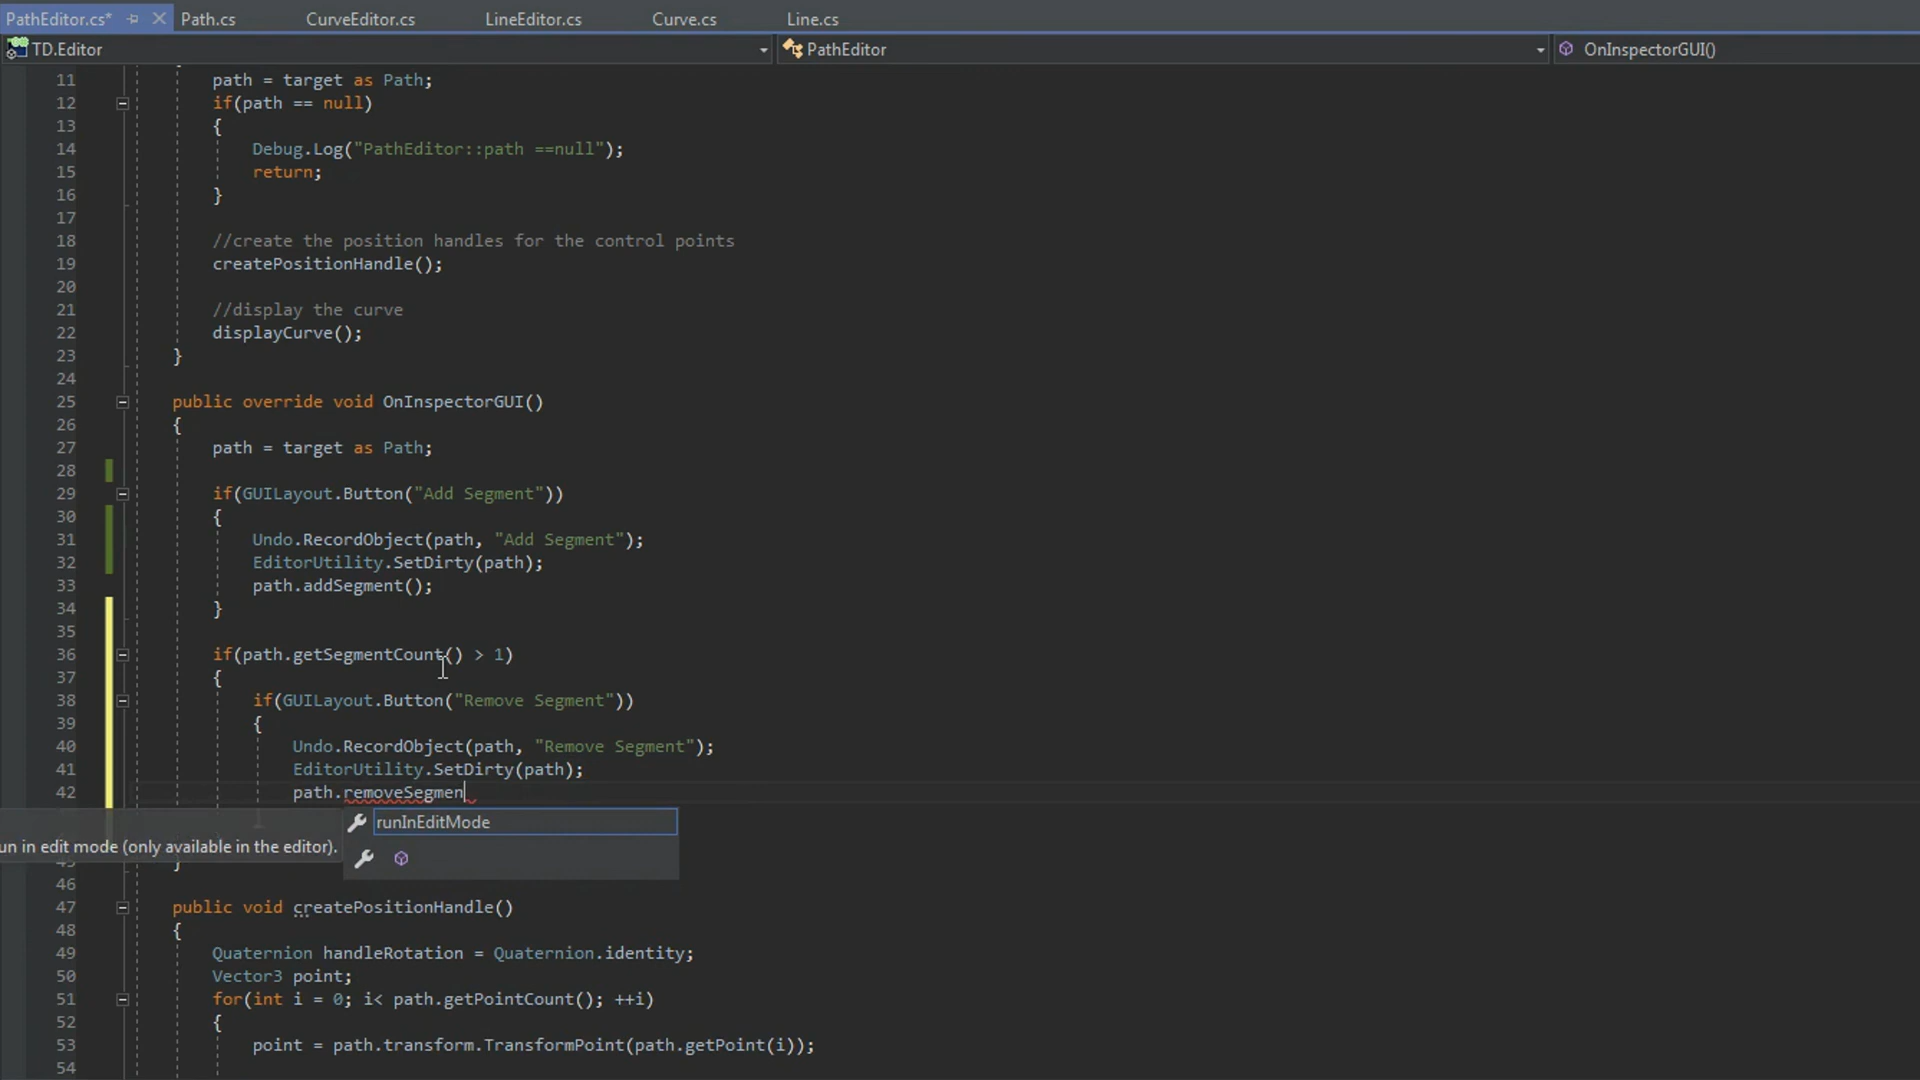 PathEditor.cs* Path.cs CurveEditor.cs LineEditor.cs Curve.cs Line.cs
TD.Editor PathEditor OnInspectorGUI()
11 path = target as Path;
12 if(path == null)
13 {
14 Debug.Log("PathEditor::path ==null");
15 return;
16 }
17
18 //create the position handles for the control points
19 createPositionHandle();
20
21 //display the curve
22 displayCurve();
23 }
24
25 public override void OnInspectorGUI()
26 {
27 path = target as Path;
28
29 if(GUILayout.Button("Add Segment"))
30 {
31 Undo.RecordObject(path, "Add Segment");
32 EditorUtility.SetDirty(path);
33 path.addSegment();
34 }
35
36 if(path.getSegmentCount() > 1)
37 {
38 if(GUILayout.Button("Remove Segment"))
39 {
40 Undo.RecordObject(path, "Remove Segment");
41 EditorUtility.SetDirty(path);
42 path.removeSegmen
runInEditMode
un in edit mode (only available in the editor).
46
47 public void createPositionHandle()
48 {
49 Quaternion handleRotation = Quaternion.identity;
50 Vector3 point;
51 for(int i = 0; i< path.getPointCount(); ++i)
52 {
53 point = path.transform.TransformPoint(path.getPoint(i));
54